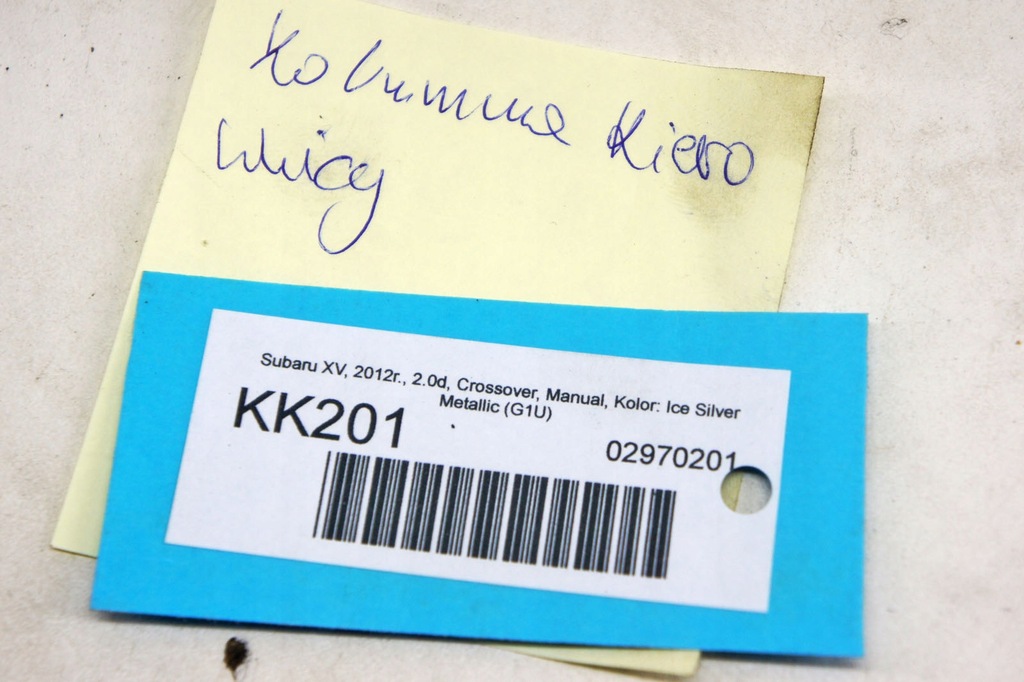 Kolumna Kiero
wnicy
Subaru XV, 2012r., 2.0d, Crossover, Manual, Kolor: Ice Silver
Metallic (G1U)
KK201
02970201